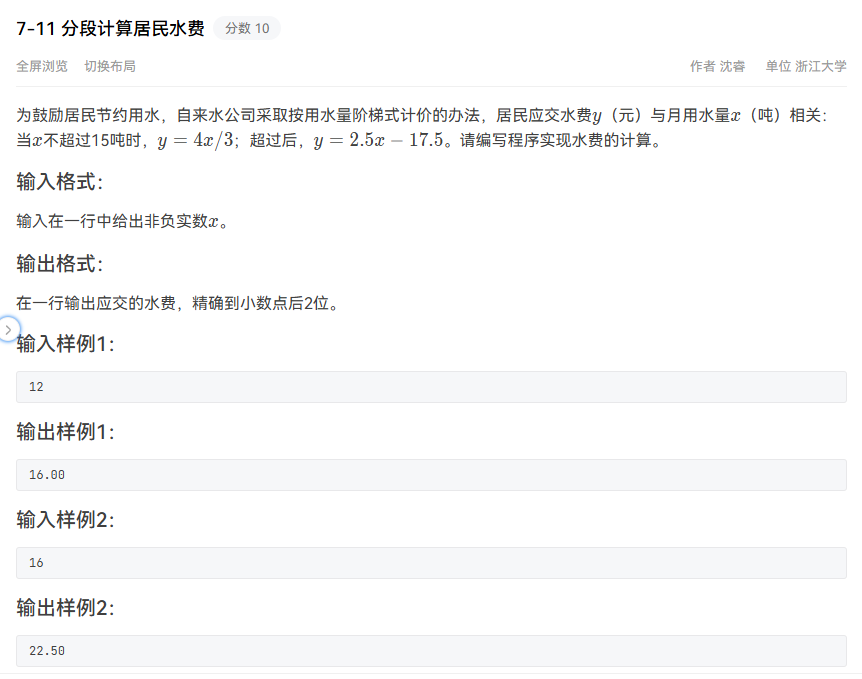 7-11 分段计算居民水费 分数 10
全屏浏览 切换布局 作者 沈睿 单位 浙江大学
为鼓励居民节约用水，自来水公司采取按用水量阶梯式计价的办法，居民应交水费y（元）与月用水量x（吨）相关：
当x不超过15吨时，y = 4x/3；超过后，y = 2.5x − 17.5。请编写程序实现水费的计算。
输入格式：
输入在一行中给出非负实数x。
输出格式：
在一行输出应交的水费，精确到小数点后2位。
输入样例1：
12
输出样例1：
16.00
输入样例2：
16
输出样例2：
22.50